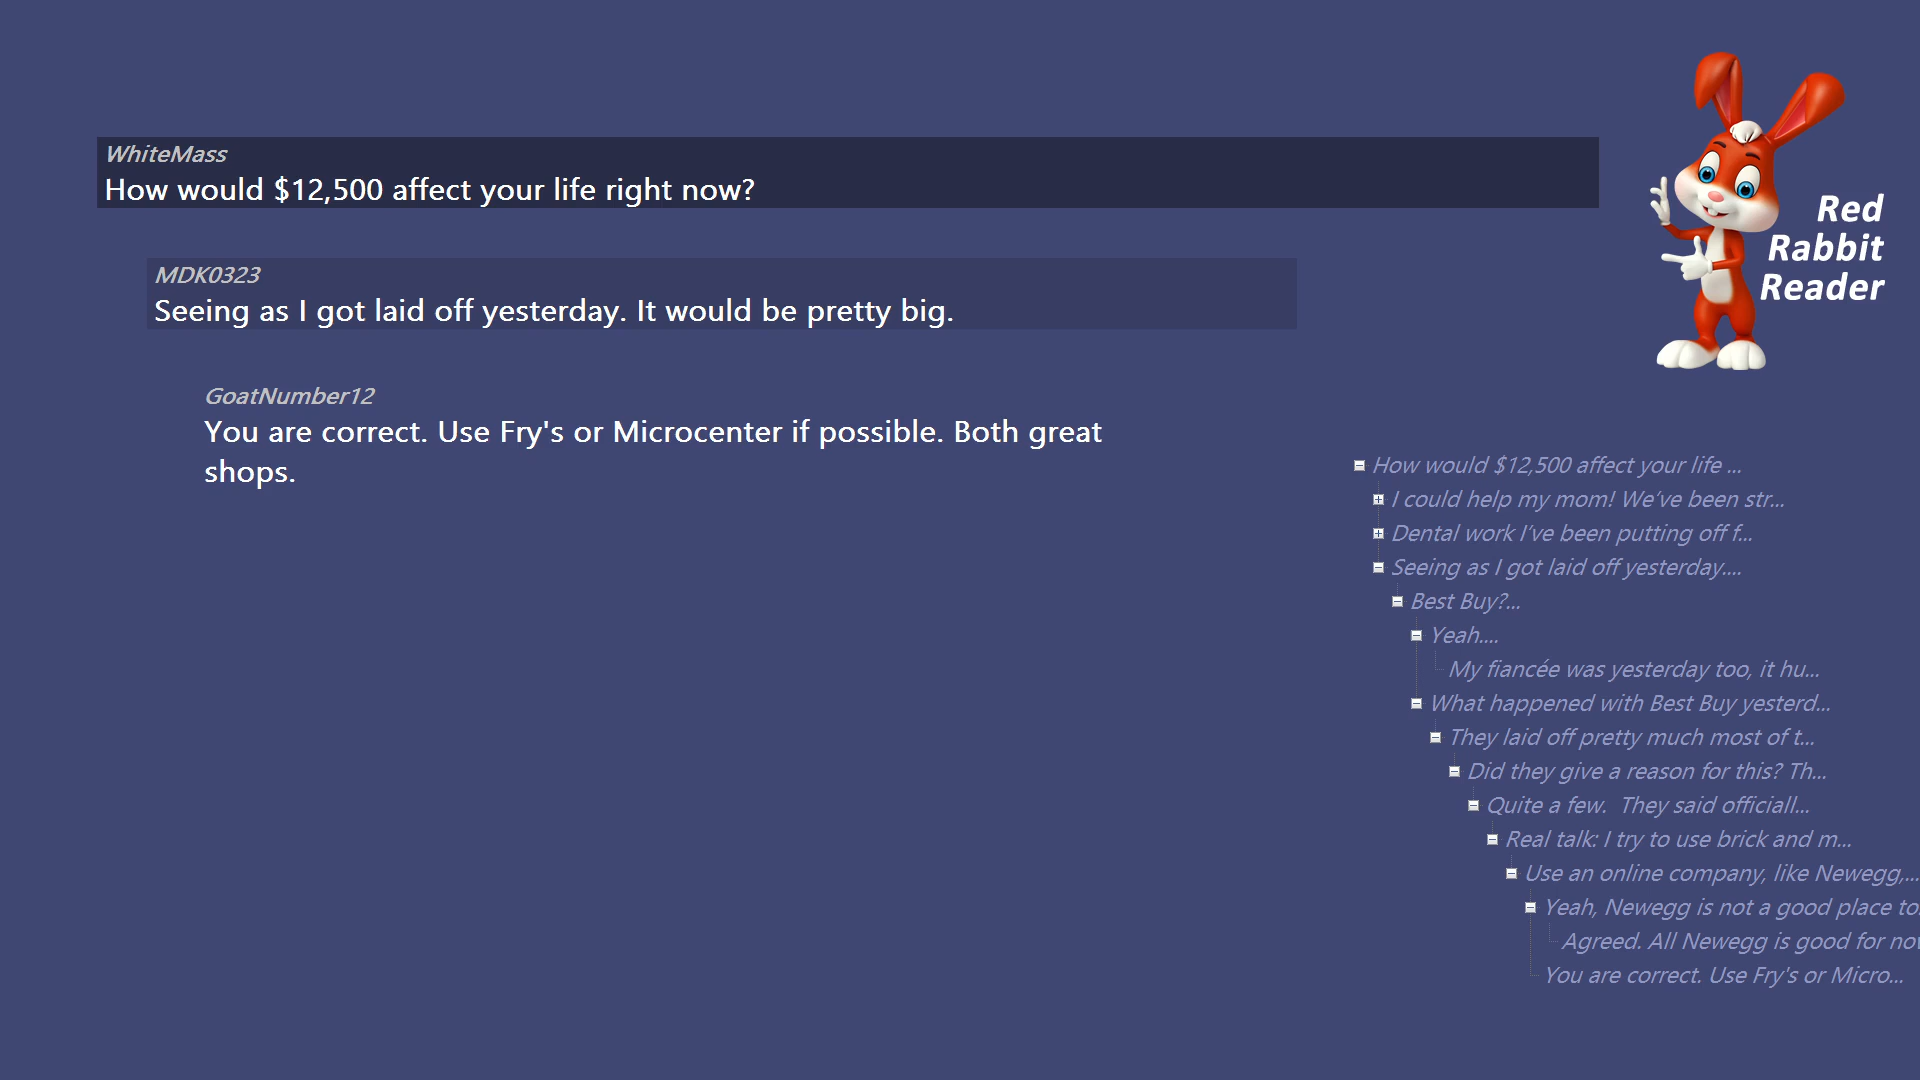 WhiteMass
How would $12,500 affect your life right now?
MDK0323
Seeing as I got laid off yesterday. It would be pretty big.
GoatNumber12
You are correct. Use Fry's or Microcenter if possible. Both great
shops.
Red
Rabbit
Reader
How would $12,500 affect your life ...
I could help my mom! We’ve been str...
Dental work I’ve been putting off f...
Seeing as I got laid off yesterday....
Best Buy?...
Yeah....
My fiancée was yesterday too, it hu...
What happened with Best Buy yesterd...
They laid off pretty much most of t...
Did they give a reason for this? Th...
Quite a few.  They said officiall...
Real talk: I try to use brick and m...
Use an online company, like Newegg,...
Yeah, Newegg is not a good place to
Agreed. All Newegg is good for
You are correct. Use Fry's or Micro...